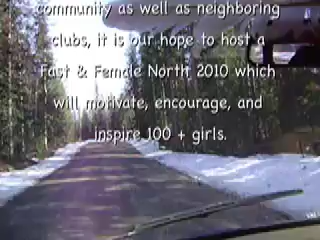 community as well as neighboring
clubs, it is our hope to host a
Fast & Female North 2010 which
will motivate, encourage, and
inspire 100 + girls.